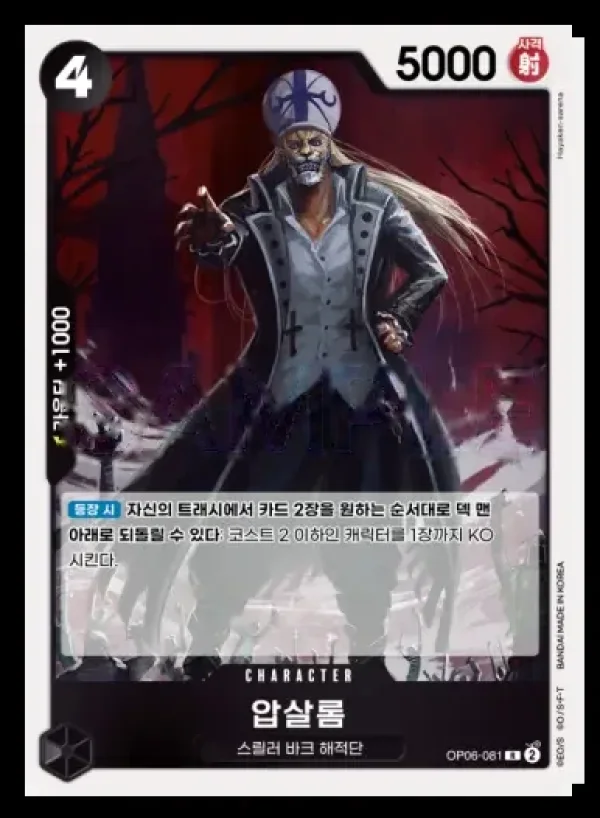 4
5000
사격
射
Hayaken-sarena
카운터 +1000
SAMPLE
등장 시 자신의 트래시에서 카드 2장을 원하는 순서대로 덱 맨
아래로 되돌릴 수 있다: 코스트 2 이하인 캐릭터를 1장까지 KO
시킨다.
CHARACTER
압살롬
스릴러 바크 해적단
OP06-081 R 2
©EO/S ©O/S·F·T BANDAI MADE IN KOREA